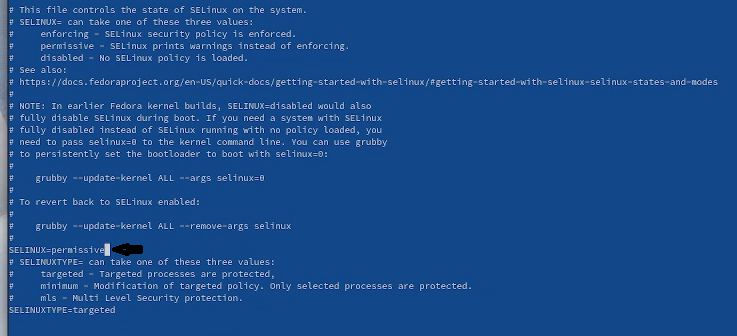 # This file controls the state of SELinux on the system.
# SELINUX= can take one of these three values:
#     enforcing - SELinux security policy is enforced.
#     permissive - SELinux prints warnings instead of enforcing.
#     disabled - No SELinux policy is loaded.
# See also:
# https://docs.fedoraproject.org/en-US/quick-docs/getting-started-with-selinux/#getting-started-with-selinux-selinux-states-and-modes
#
# NOTE: In earlier Fedora kernel builds, SELINUX=disabled would also
# fully disable SELinux during boot. If you need a system with SELinux
# fully disabled instead of SELinux running with no policy loaded, you
# need to pass selinux=0 to the kernel command line. You can use grubby
# to persistently set the bootloader to boot with selinux=0:
#
#    grubby --update-kernel ALL --args selinux=0
#
# To revert back to SELinux enabled:
#
#    grubby --update-kernel ALL --remove-args selinux
#
SELINUX=permissive
# SELINUXTYPE= can take one of these three values:
#     targeted - Targeted processes are protected,
#     minimum - Modification of targeted policy. Only selected processes are protected.
#     mls - Multi Level Security protection.
SELINUXTYPE=targeted